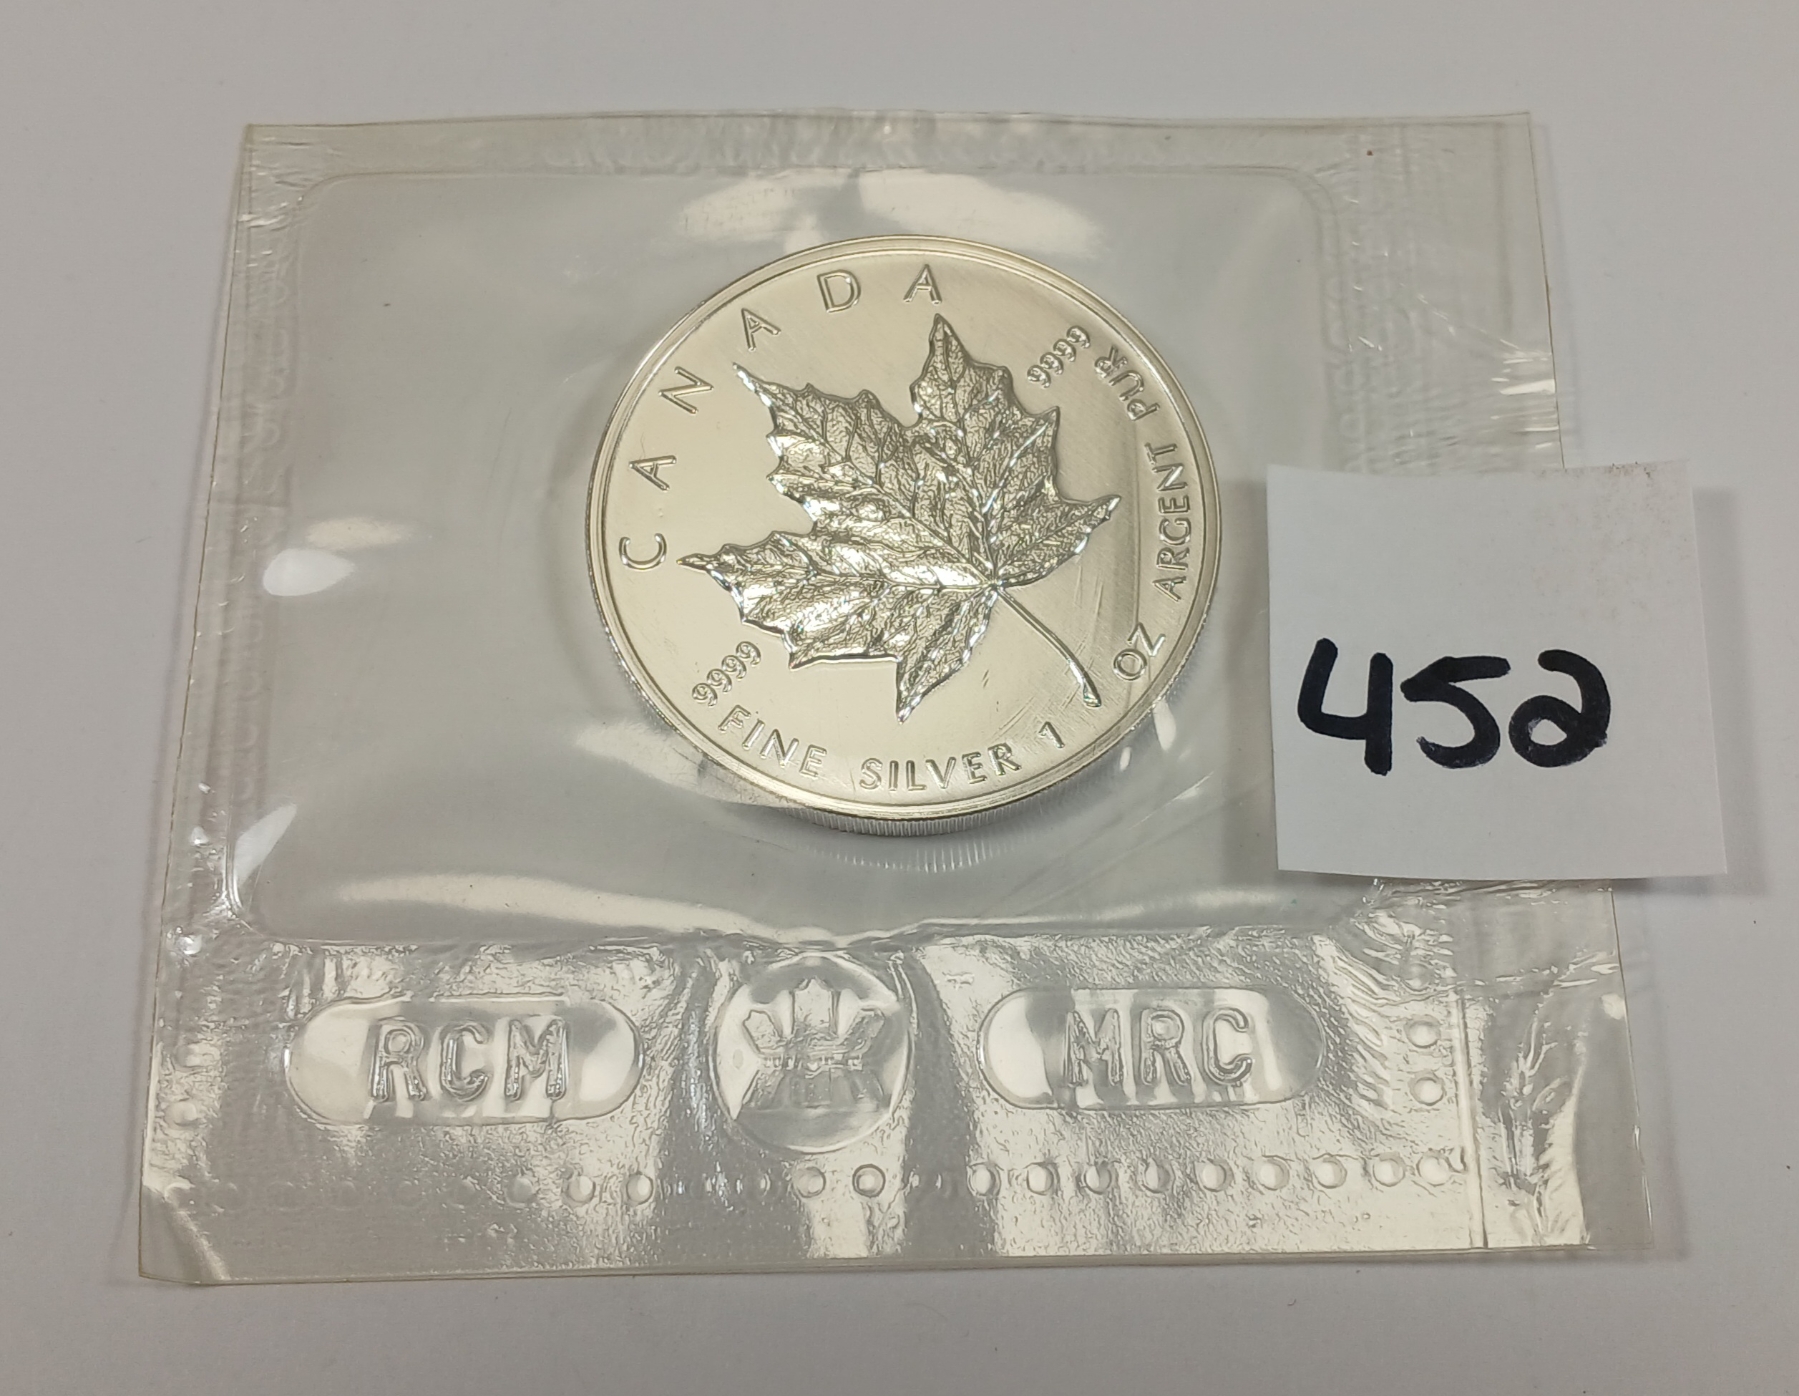 CANADA
9999
9999
FINE SILVER 1 OZ ARGENT PUR
452
RCM
MRC